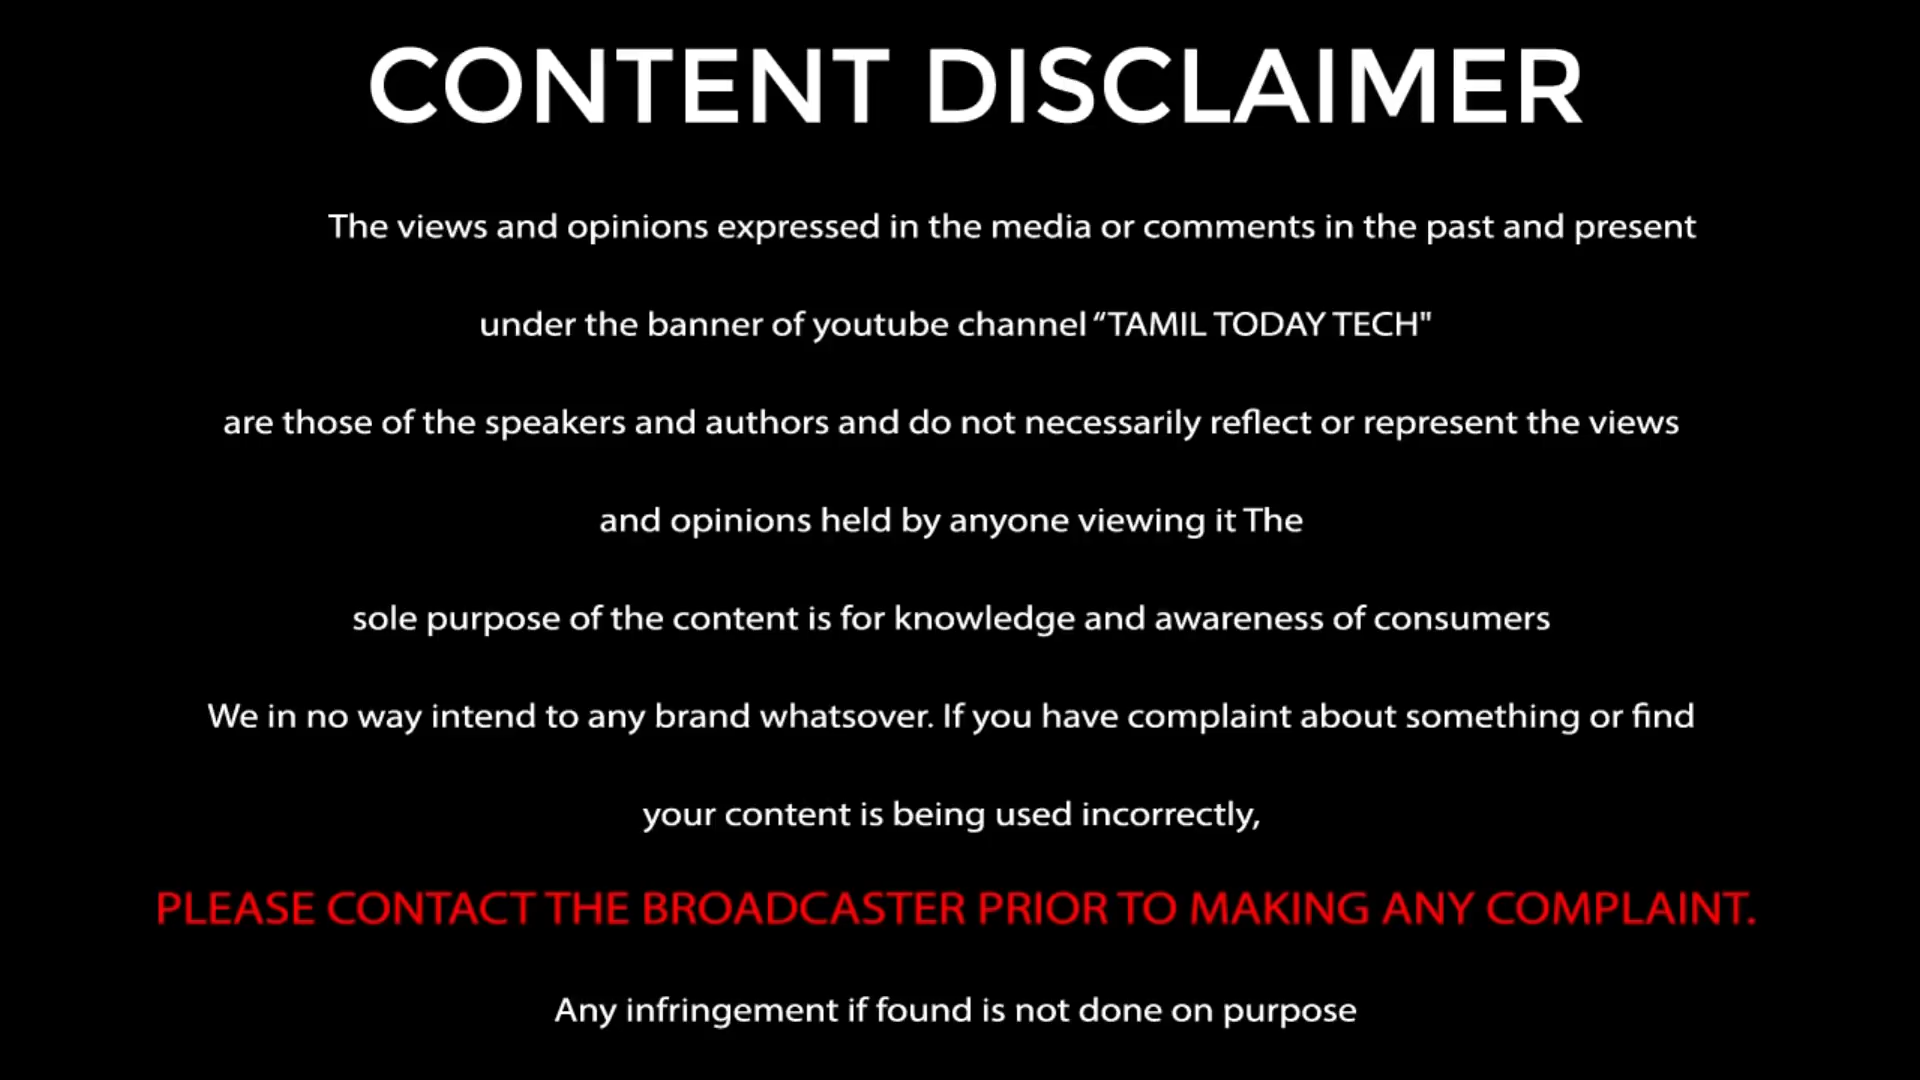 CONTENT DISCLAIMER
The views and opinions expressed in the media or comments in the past and present
under the banner of youtube channel “TAMIL TODAY TECH"
are those of the speakers and authors and do not necessarily reflect or represent the views
and opinions held by anyone viewing it The
sole purpose of the content is for knowledge and awareness of consumers
We in no way intend to any brand whatsover. If you have complaint about something or find
your content is being used incorrectly,
PLEASE CONTACT THE BROADCASTER PRIOR TO MAKING ANY COMPLAINT.
Any infringement if found is not done on purpose